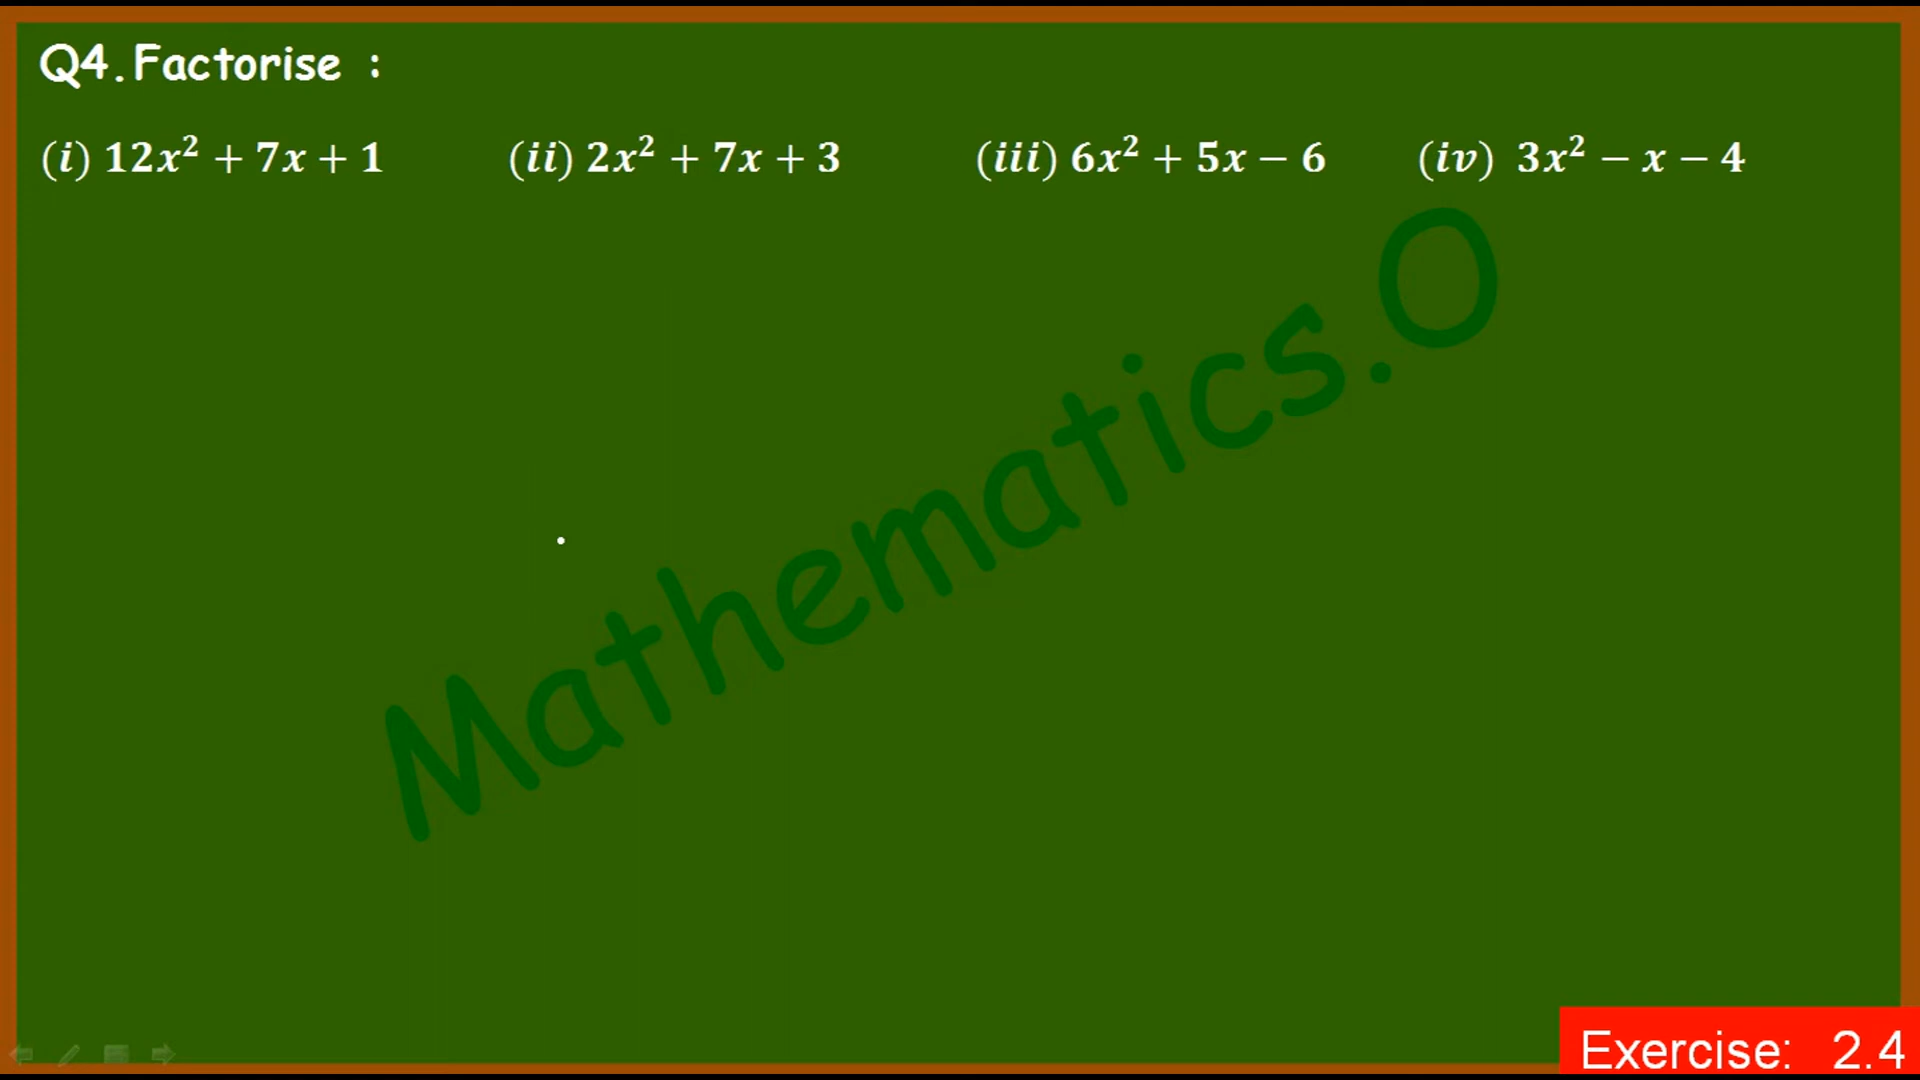 Q4. Factorise :
(i) 12x² + 7x + 1 (ii) 2x² + 7x + 3 (iii) 6x² + 5x − 6 (iv) 3x² − x − 4
Mathematics.O
Exercise: 2.4